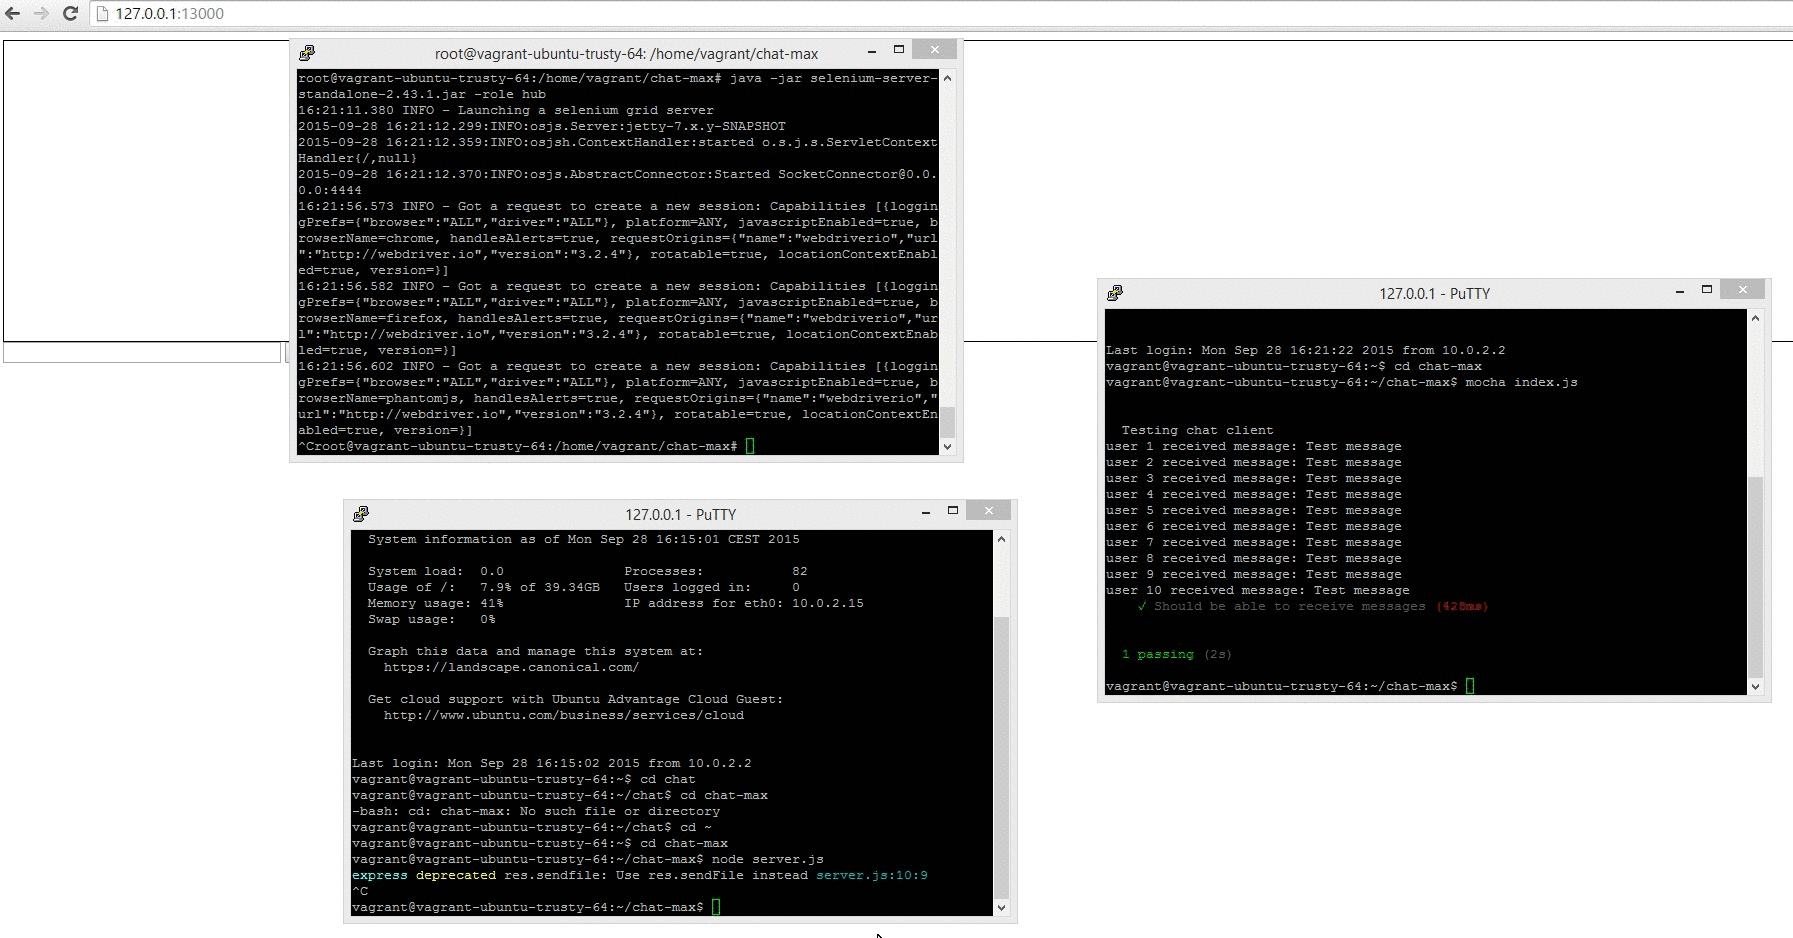 127.0.0.1:13000
root@vagrant-ubuntu-trusty-64: /home/vagrant/chat-max
root@vagrant-ubuntu-trusty-64:/home/vagrant/chat-max# java -jar selenium-server-
standalone-2.43.1.jar -role hub
16:21:11.380 INFO - Launching a selenium grid server
2015-09-28 16:21:12.299:INFO:osjs.Server:jetty-7.x.y-SNAPSHOT
2015-09-28 16:21:12.359:INFO:osjsh.ContextHandler:started o.s.j.s.ServletContext
Handler{/,null}
2015-09-28 16:21:12.370:INFO:osjs.AbstractConnector:Started SocketConnector@0.0.
0.0:4444
16:21:56.573 INFO - Got a request to create a new session: Capabilities [{loggin
gPrefs={"browser":"ALL","driver":"ALL"}, platform=ANY, javascriptEnabled=true, b
rowserName=chrome, handlesAlerts=true, requestOrigins={"name":"webdriverio","url
":"http://webdriver.io","version":"3.2.4"}, rotatable=true, locationContextEnabl
ed=true, version=}]
16:21:56.582 INFO - Got a request to create a new session: Capabilities [{loggin
gPrefs={"browser":"ALL","driver":"ALL"}, platform=ANY, javascriptEnabled=true, b
rowserName=firefox, handlesAlerts=true, requestOrigins={"name":"webdriverio","ur
l":"http://webdriver.io","version":"3.2.4"}, rotatable=true, locationContextEnab
led=true, version=}]
16:21:56.602 INFO - Got a request to create a new session: Capabilities [{loggin
gPrefs={"browser":"ALL","driver":"ALL"}, platform=ANY, javascriptEnabled=true, b
rowserName=phantomjs, handlesAlerts=true, requestOrigins={"name":"webdriverio","
url":"http://webdriver.io","version":"3.2.4"}, rotatable=true, locationContextEn
abled=true, version=}]
^Croot@vagrant-ubuntu-trusty-64:/home/vagrant/chat-max#
127.0.0.1 - PuTTY
Last login: Mon Sep 28 16:21:22 2015 from 10.0.2.2
vagrant@vagrant-ubuntu-trusty-64:~$ cd chat-max
vagrant@vagrant-ubuntu-trusty-64:~/chat-max$ mocha index.js
Testing chat client
user 1 received message: Test message
user 2 received message: Test message
user 3 received message: Test message
user 4 received message: Test message
user 5 received message: Test message
user 6 received message: Test message
user 7 received message: Test message
user 8 received message: Test message
user 9 received message: Test message
user 10 received message: Test message
✓ Should be able to receive messages (428ms)
1 passing (2s)
vagrant@vagrant-ubuntu-trusty-64:~/chat-max$
127.0.0.1 - PuTTY
System information as of Mon Sep 28 16:15:01 CEST 2015
System load: 0.0 Processes: 82
Usage of /: 7.9% of 39.34GB Users logged in: 0
Memory usage: 41% IP address for eth0: 10.0.2.15
Swap usage: 0%
Graph this data and manage this system at:
https://landscape.canonical.com/
Get cloud support with Ubuntu Advantage Cloud Guest:
http://www.ubuntu.com/business/services/cloud
Last login: Mon Sep 28 16:15:02 2015 from 10.0.2.2
vagrant@vagrant-ubuntu-trusty-64:~$ cd chat
vagrant@vagrant-ubuntu-trusty-64:~/chat$ cd chat-max
-bash: cd: chat-max: No such file or directory
vagrant@vagrant-ubuntu-trusty-64:~/chat$ cd ~
vagrant@vagrant-ubuntu-trusty-64:~$ cd chat-max
vagrant@vagrant-ubuntu-trusty-64:~/chat-max$ node server.js
express deprecated res.sendfile: Use res.sendFile instead server.js:10:9
^C
vagrant@vagrant-ubuntu-trusty-64:~/chat-max$